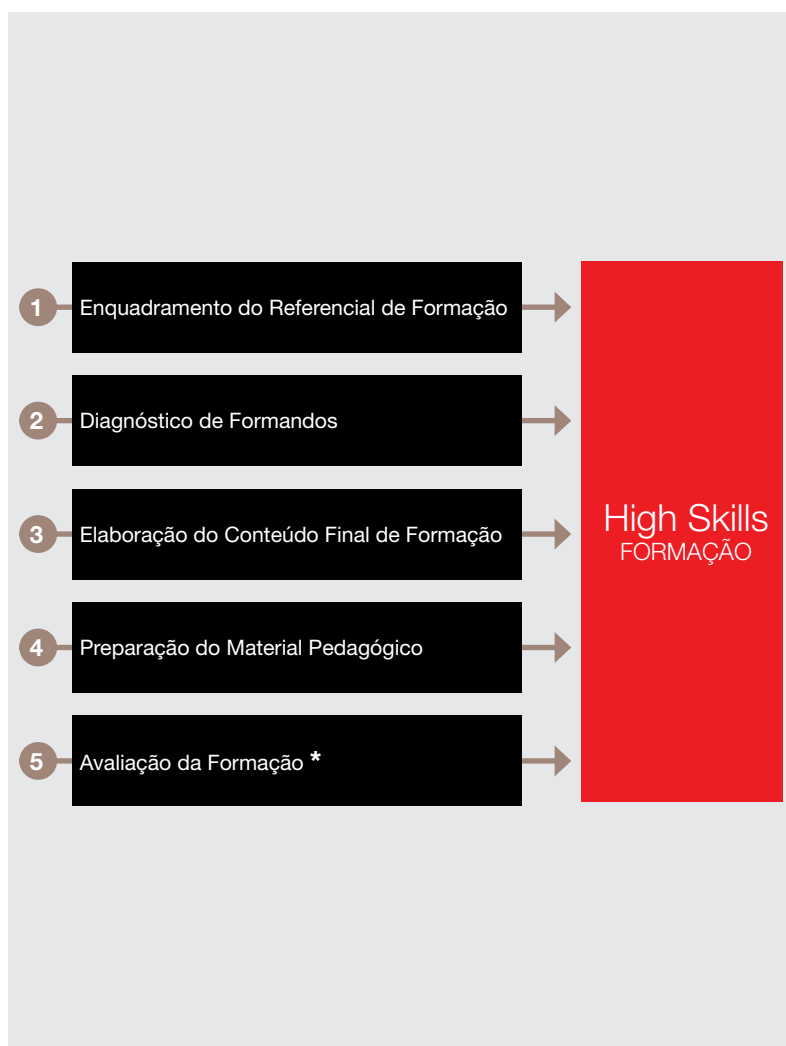 1 Enquadramento do Referencial de Formação
2 Diagnóstico de Formandos
3 Elaboração do Conteúdo Final de Formação
4 Preparação do Material Pedagógico
5 Avaliação da Formação *
High Skills
FORMAÇÃO